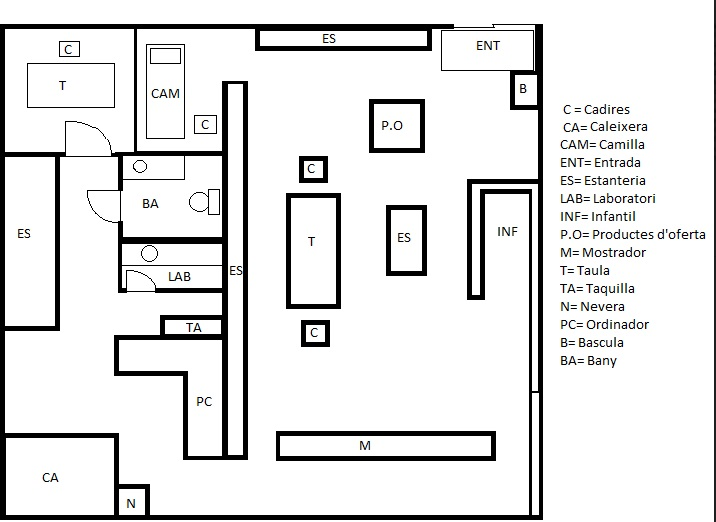 ES
ENT
C
T
CAM
B
C
P.O
C
BA
ES
T
ES
INF
LAB
ES
TA
C
PC
M
CA
N
C = Cadires
CA= Caleixera
CAM= Camilla
ENT= Entrada
ES= Estanteria
LAB= Laboratori
INF= Infantil
P.O= Productes d'oferta
M= Mostrador
T= Taula
TA= Taquilla
N= Nevera
PC= Ordinador
B= Bascula
BA= Bany